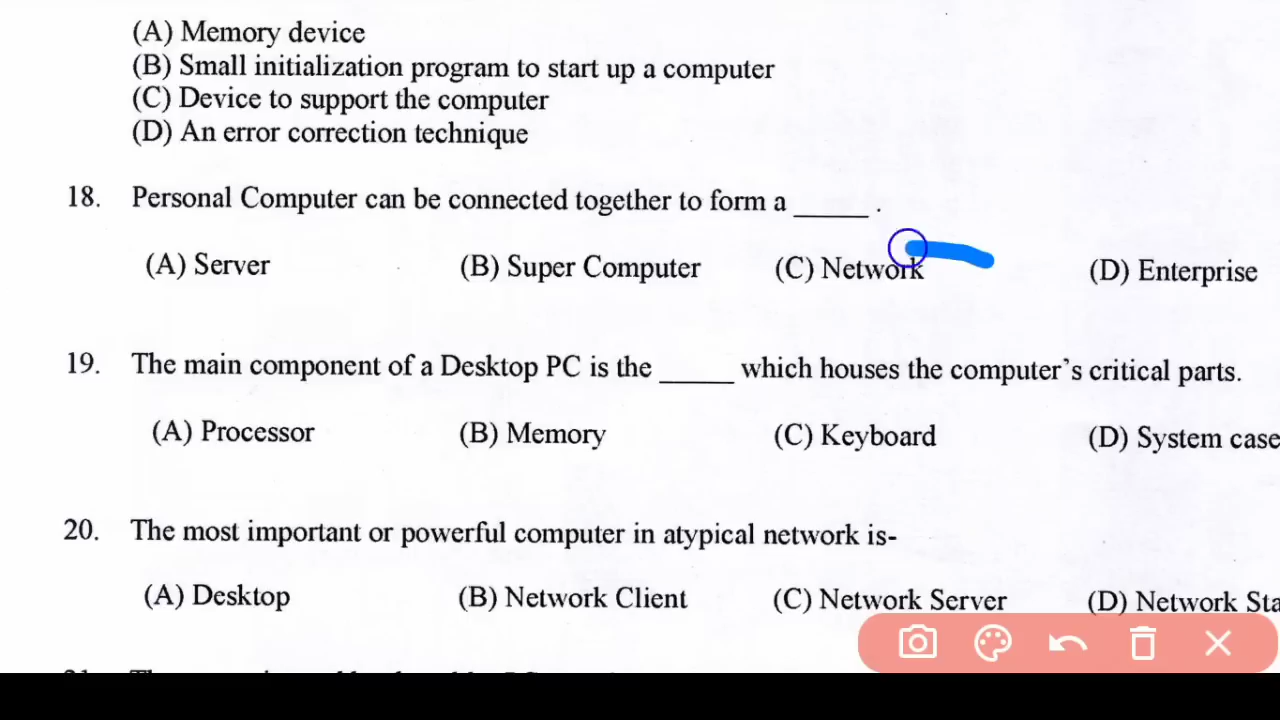 (A) Memory device
(B) Small initialization program to start up a computer
(C) Device to support the computer
(D) An error correction technique
18. Personal Computer can be connected together to form a _____ .
(A) Server (B) Super Computer (C) Network (D) Enterprise
19. The main component of a Desktop PC is the _____ which houses the computer's critical parts.
(A) Processor (B) Memory (C) Keyboard (D) System case
20. The most important or powerful computer in atypical network is-
(A) Desktop (B) Network Client (C) Network Server (D) Network Sta